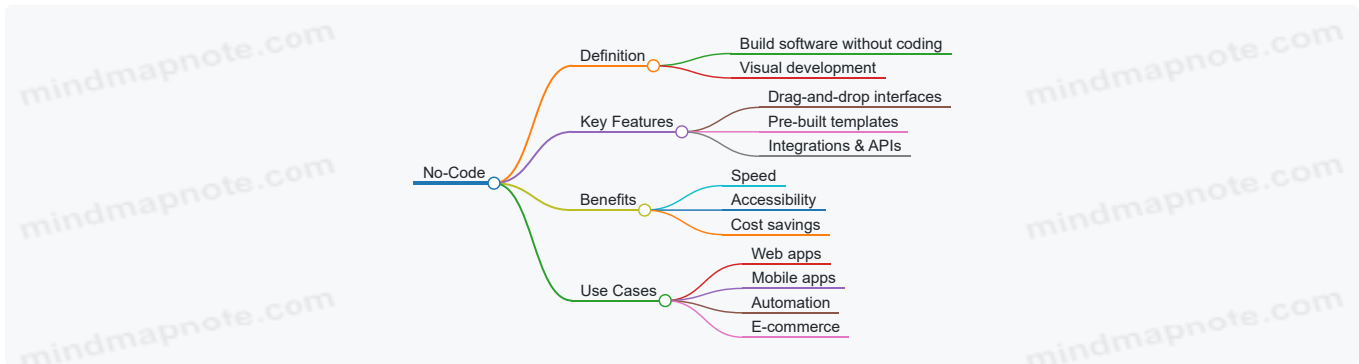 No-Code
Definition
Build software without coding
Visual development
Key Features
Drag-and-drop interfaces
Pre-built templates
Integrations & APIs
Benefits
Speed
Accessibility
Cost savings
Use Cases
Web apps
Mobile apps
Automation
E-commerce
mindmapnote.com
mindmapnote.com
mindmapnote.com
mindmapnote.com
mindmapnote.com
mindmapnote.com